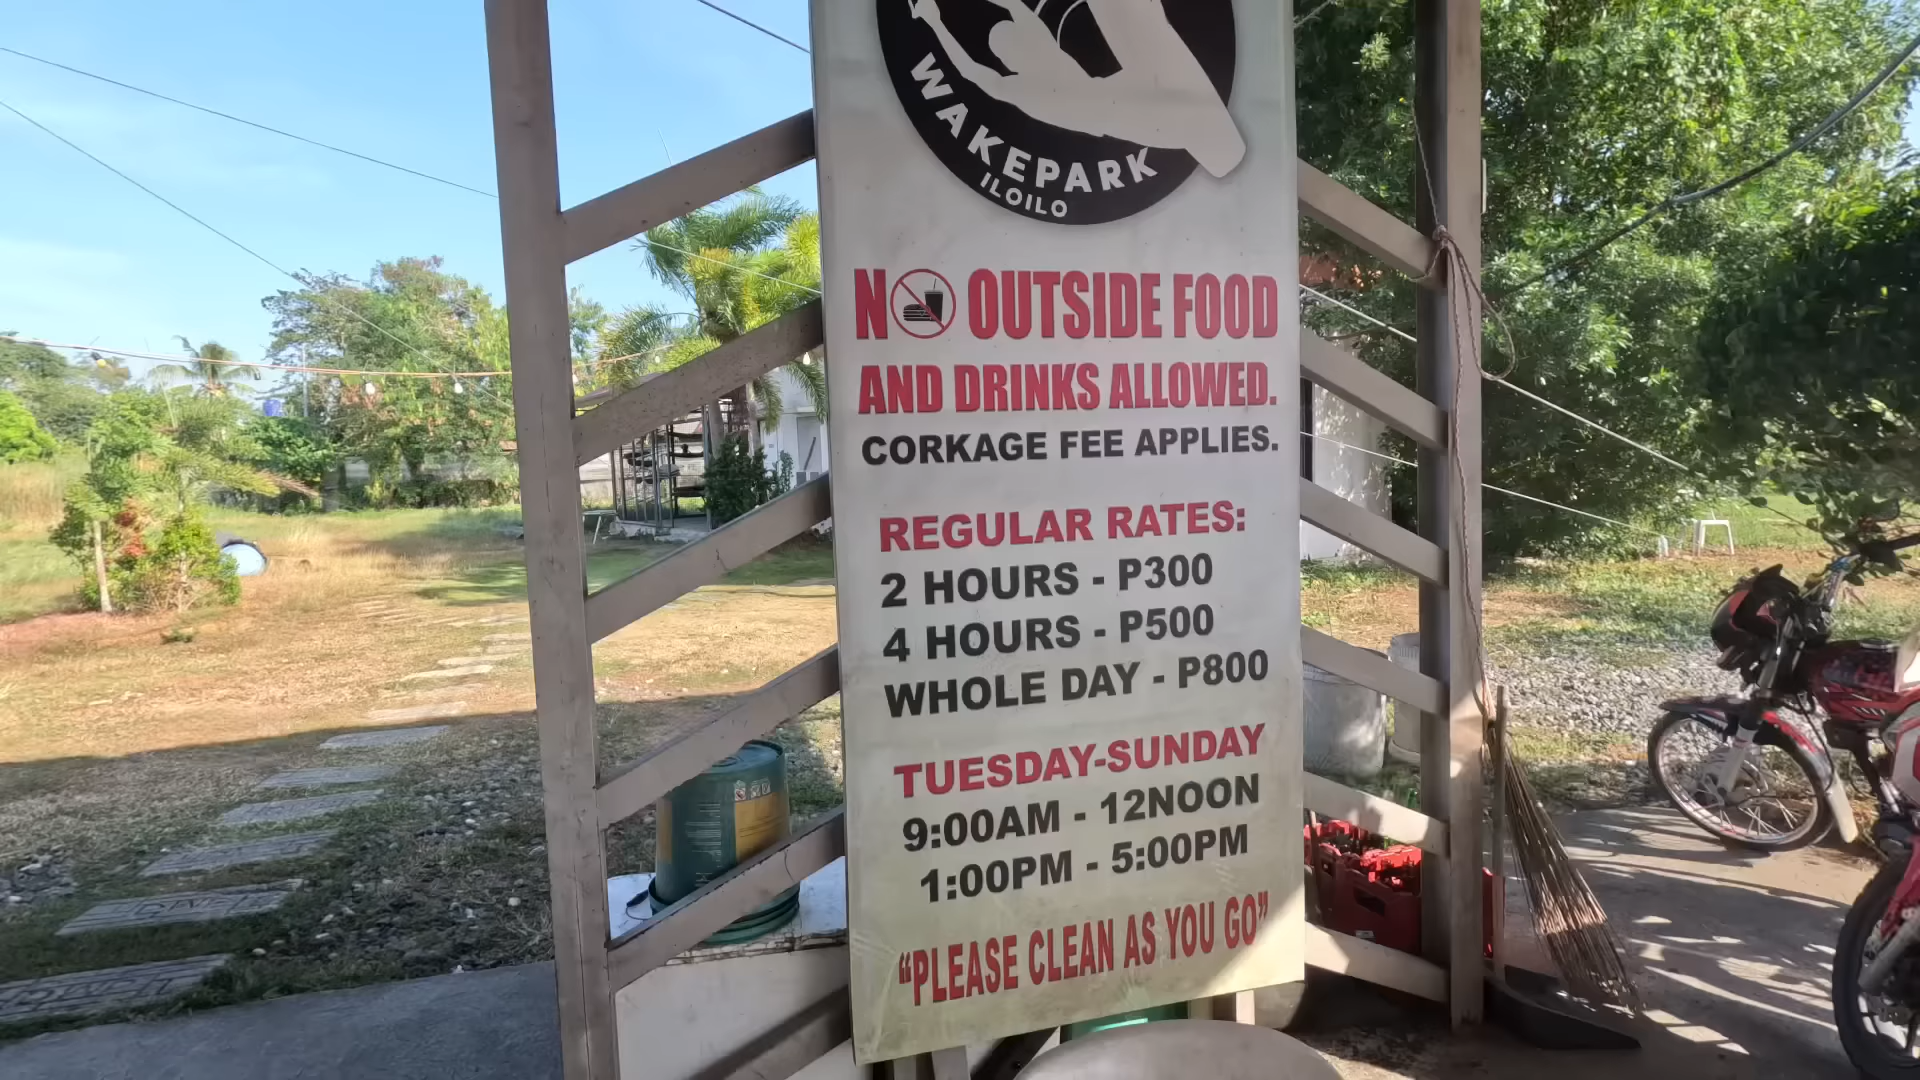 WAKEPARK
ILOILO
NO OUTSIDE FOOD
AND DRINKS ALLOWED.
CORKAGE FEE APPLIES.
REGULAR RATES:
2 HOURS - P300
4 HOURS - P500
WHOLE DAY - P800
TUESDAY-SUNDAY
9:00AM - 12NOON
1:00PM - 5:00PM
"PLEASE CLEAN AS YOU GO"